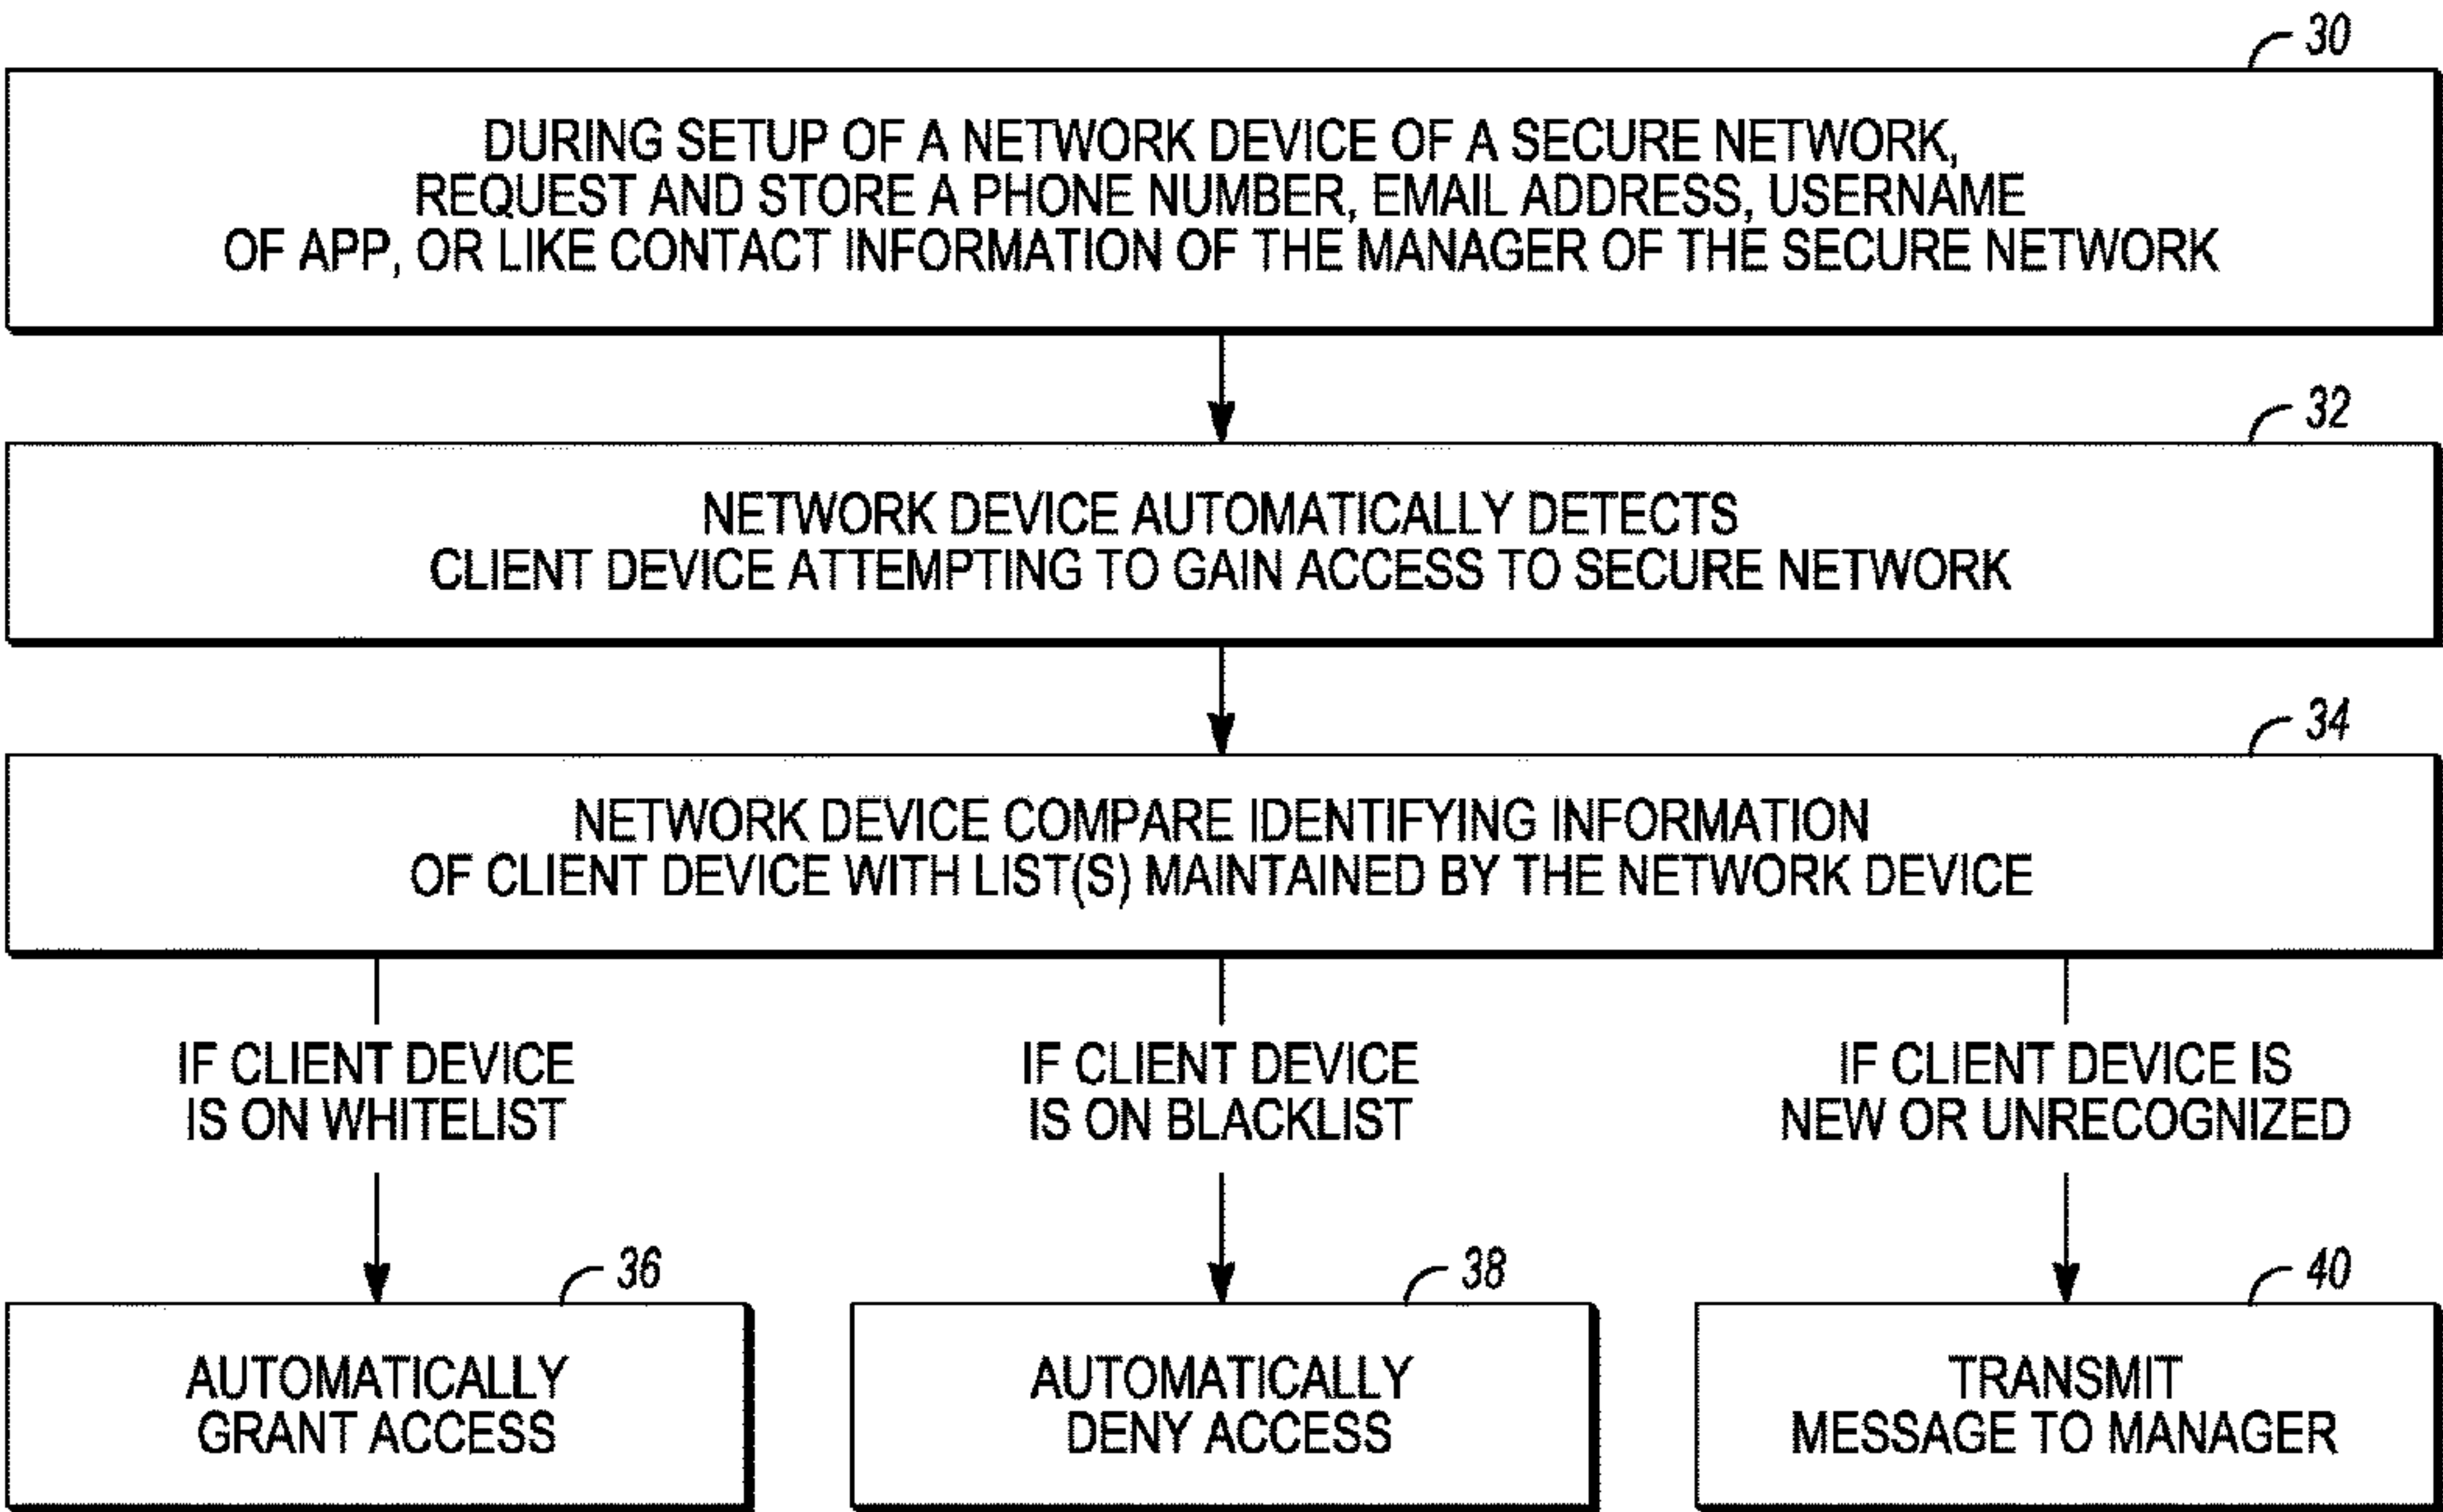 30
DURING SETUP OF A NETWORK DEVICE OF A SECURE NETWORK,
REQUEST AND STORE A PHONE NUMBER, EMAIL ADDRESS, USERNAME
OF APP, OR LIKE CONTACT INFORMATION OF THE MANAGER OF THE SECURE NETWORK
32
NETWORK DEVICE AUTOMATICALLY DETECTS
CLIENT DEVICE ATTEMPTING TO GAIN ACCESS TO SECURE NETWORK
34
NETWORK DEVICE COMPARE IDENTIFYING INFORMATION
OF CLIENT DEVICE WITH LIST(S) MAINTAINED BY THE NETWORK DEVICE
IF CLIENT DEVICE
IS ON WHITELIST
IF CLIENT DEVICE
IS ON BLACKLIST
IF CLIENT DEVICE IS
NEW OR UNRECOGNIZED
36
AUTOMATICALLY
GRANT ACCESS
38
AUTOMATICALLY
DENY ACCESS
40
TRANSMIT
MESSAGE TO MANAGER